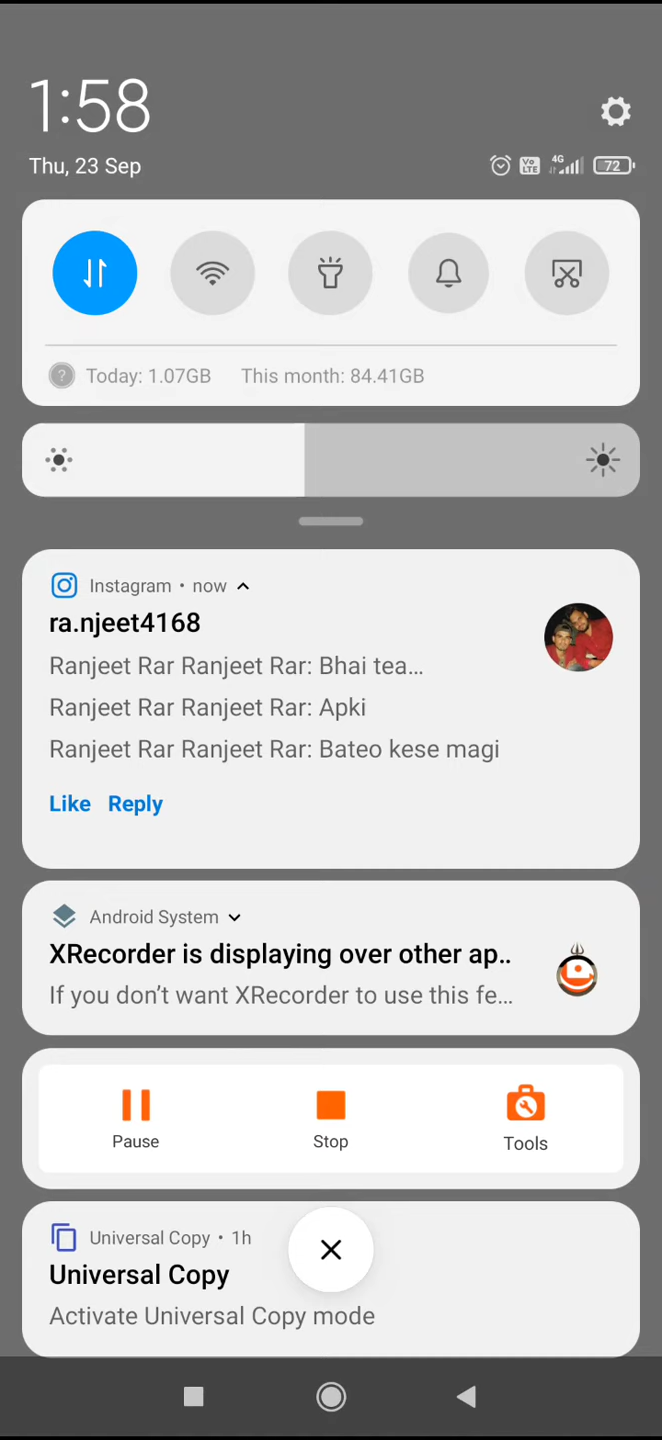 1:58
Thu, 23 Sep
Vo LTE 4G 72
Today: 1.07GB This month: 84.41GB
Instagram • now
ra.njeet4168
Ranjeet Rar Ranjeet Rar: Bhai tea…
Ranjeet Rar Ranjeet Rar: Apki
Ranjeet Rar Ranjeet Rar: Bateo kese magi
Like Reply
Android System
XRecorder is displaying over other ap..
If you don’t want XRecorder to use this fe…
Pause Stop Tools
Universal Copy • 1h
Universal Copy
Activate Universal Copy mode